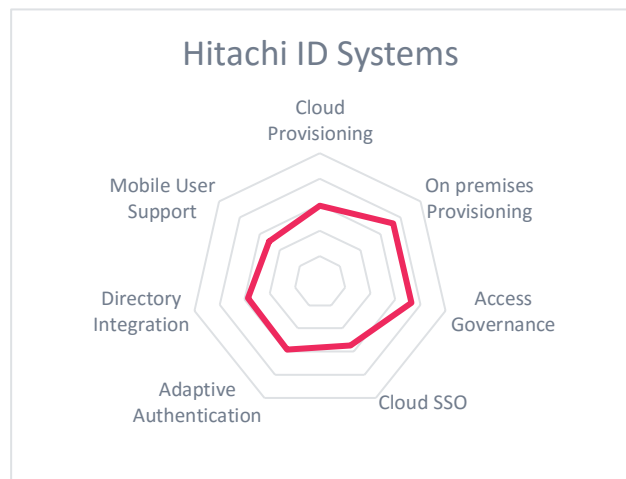 Hitachi ID Systems
Cloud
Provisioning
On premises
Provisioning
Access
Governance
Cloud SSO
Adaptive
Authentication
Directory
Integration
Mobile User
Support